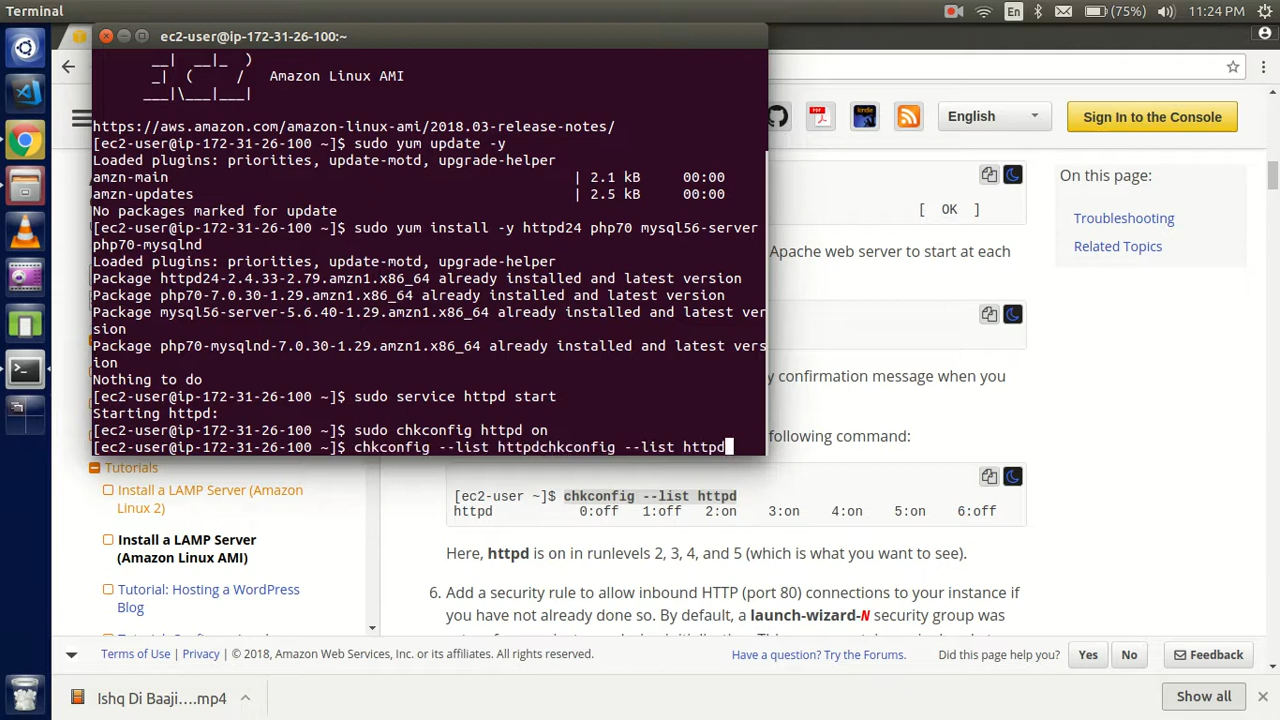 Terminal
En
(75%)
11:24 PM
ec2-user@ip-172-31-26-100:~
__| __|_ )
_| ( / Amazon Linux AMI
___|\___|___|
https://aws.amazon.com/amazon-linux-ami/2018.03-release-notes/
[ec2-user@ip-172-31-26-100 ~]$ sudo yum update -y
Loaded plugins: priorities, update-motd, upgrade-helper
amzn-main | 2.1 kB 00:00
amzn-updates | 2.5 kB 00:00
No packages marked for update
[ec2-user@ip-172-31-26-100 ~]$ sudo yum install -y httpd24 php70 mysql56-server
php70-mysqlnd
Loaded plugins: priorities, update-motd, upgrade-helper
Package httpd24-2.4.33-2.79.amzn1.x86_64 already installed and latest version
Package php70-7.0.30-1.29.amzn1.x86_64 already installed and latest version
Package mysql56-server-5.6.40-1.29.amzn1.x86_64 already installed and latest ver
sion
Package php70-mysqlnd-7.0.30-1.29.amzn1.x86_64 already installed and latest vers
ion
Nothing to do
[ec2-user@ip-172-31-26-100 ~]$ sudo service httpd start
Starting httpd:
[ec2-user@ip-172-31-26-100 ~]$ sudo chkconfig httpd on
[ec2-user@ip-172-31-26-100 ~]$ chkconfig --list httpdchkconfig --list httpd
English
Sign In to the Console
[ OK ]
Apache web server to start at each
y confirmation message when you
following command:
[ec2-user ~]$ chkconfig --list httpd
httpd 0:off 1:off 2:on 3:on 4:on 5:on 6:off
Here, httpd is on in runlevels 2, 3, 4, and 5 (which is what you want to see).
6. Add a security rule to allow inbound HTTP (port 80) connections to your instance if
you have not already done so. By default, a launch-wizard-N security group was
On this page:
Troubleshooting
Related Topics
Tutorials
Install a LAMP Server (Amazon
Linux 2)
Install a LAMP Server
(Amazon Linux AMI)
Tutorial: Hosting a WordPress
Blog
Terms of Use | Privacy | © 2018, Amazon Web Services, Inc. or its affiliates. All rights reserved.
Have a question? Try the Forums.
Did this page help you?
Yes
No
Feedback
Ishq Di Baaji....mp4
Show all